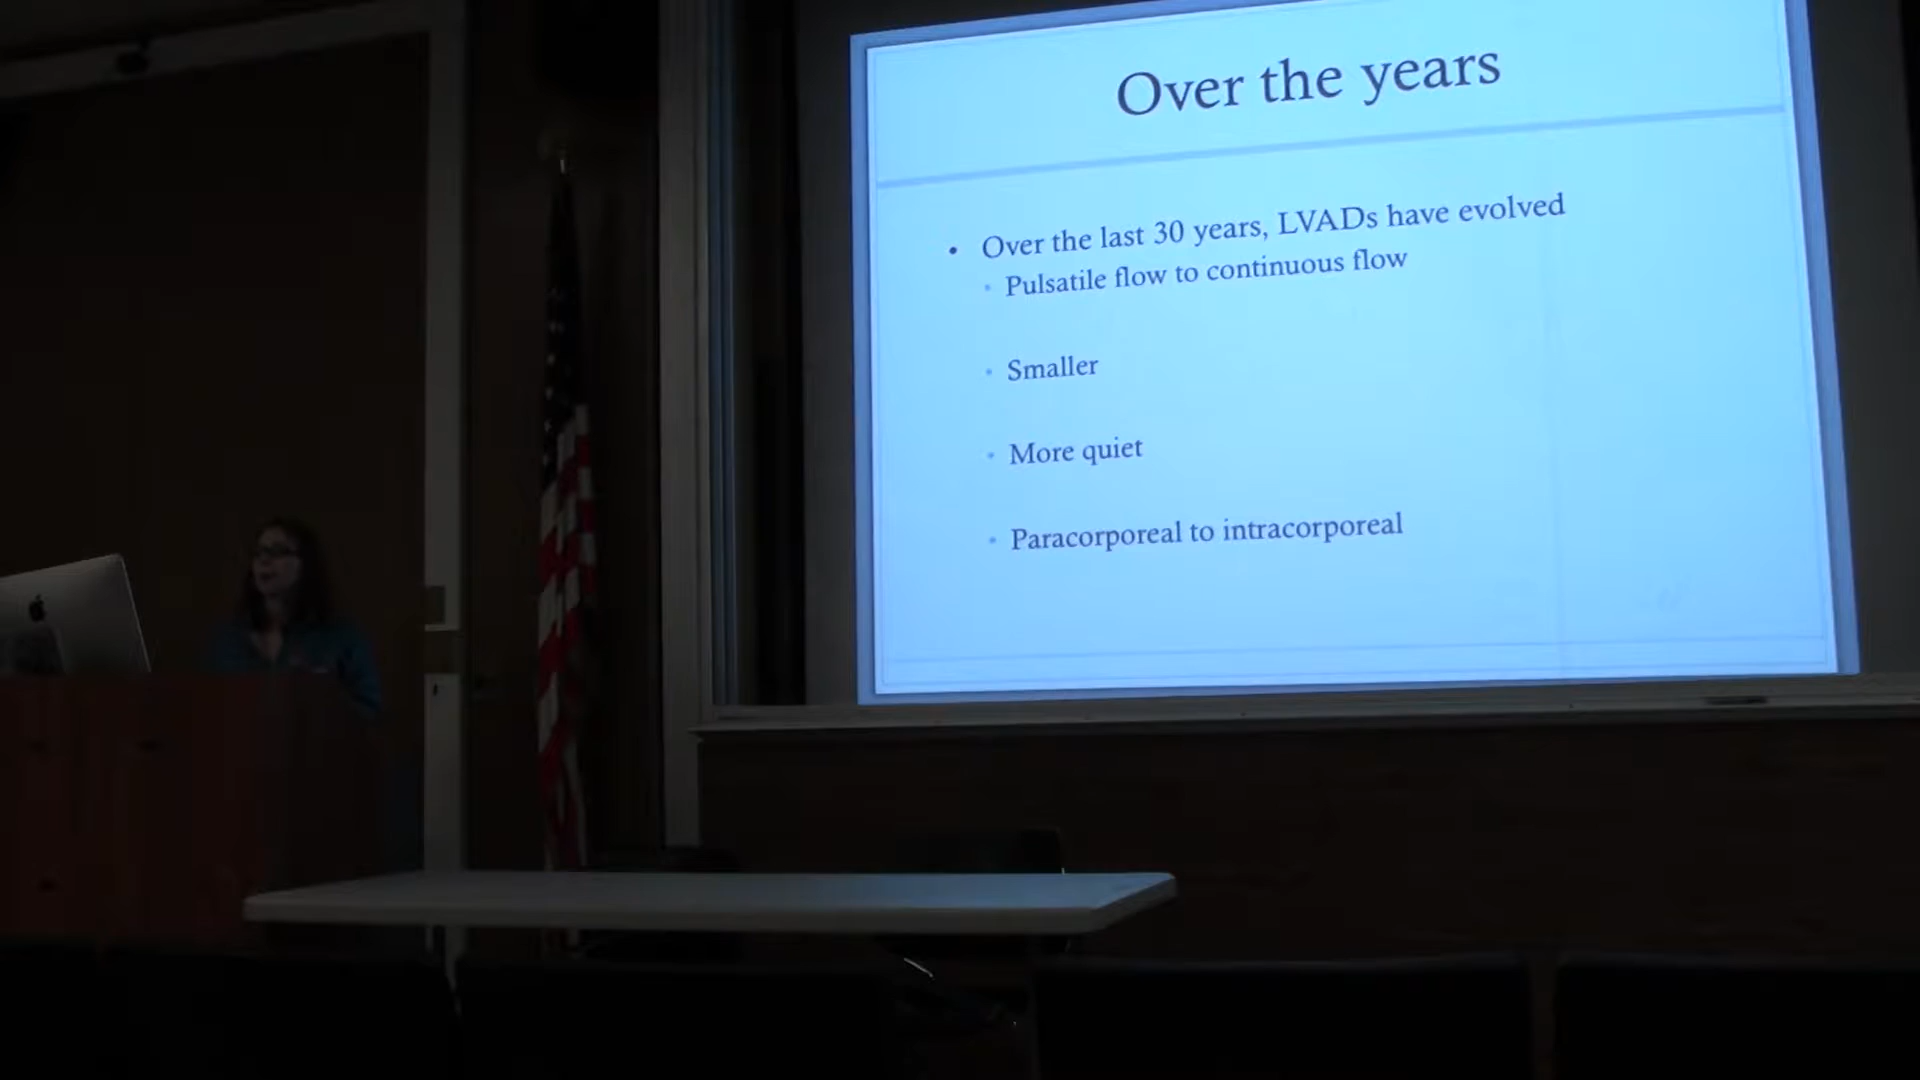 Over the years
• Over the last 30 years, LVADs have evolved
• Pulsatile flow to continuous flow
• Smaller
• More quiet
• Paracorporeal to intracorporeal